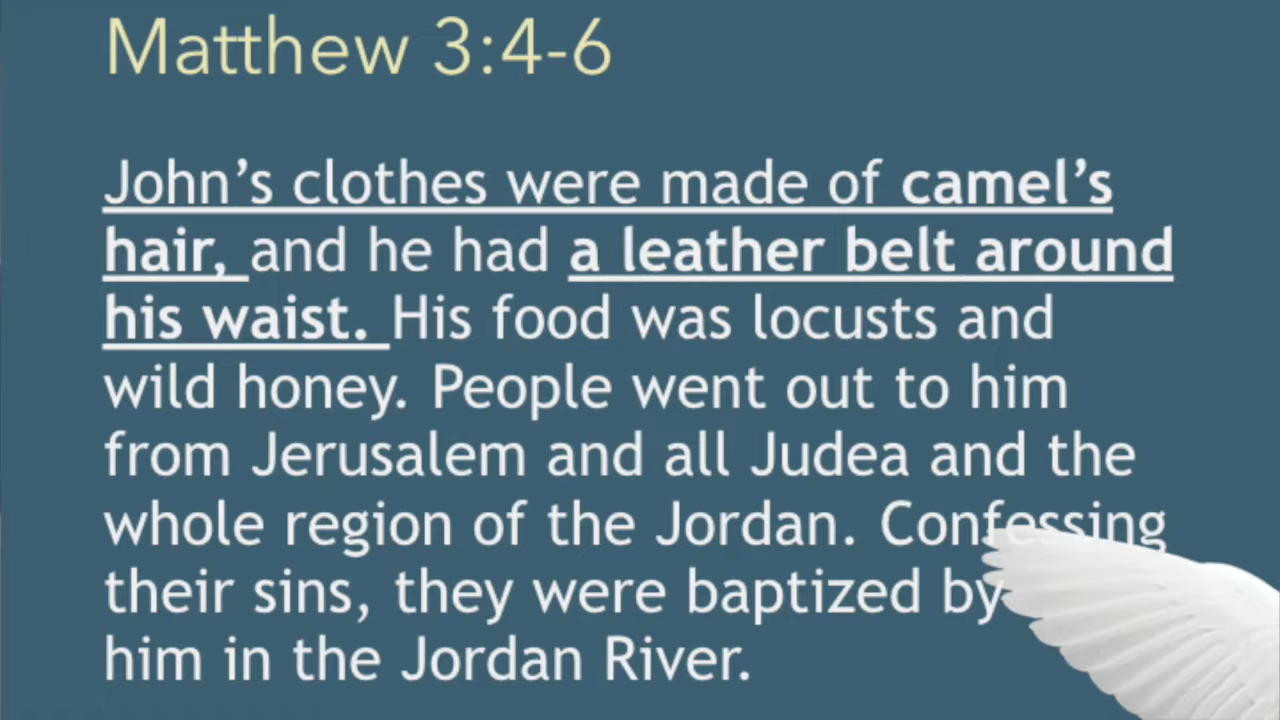 Matthew 3:4-6
John’s clothes were made of camel’s
hair, and he had a leather belt around
his waist. His food was locusts and
wild honey. People went out to him
from Jerusalem and all Judea and the
whole region of the Jordan. Confessing
their sins, they were baptized by
him in the Jordan River.